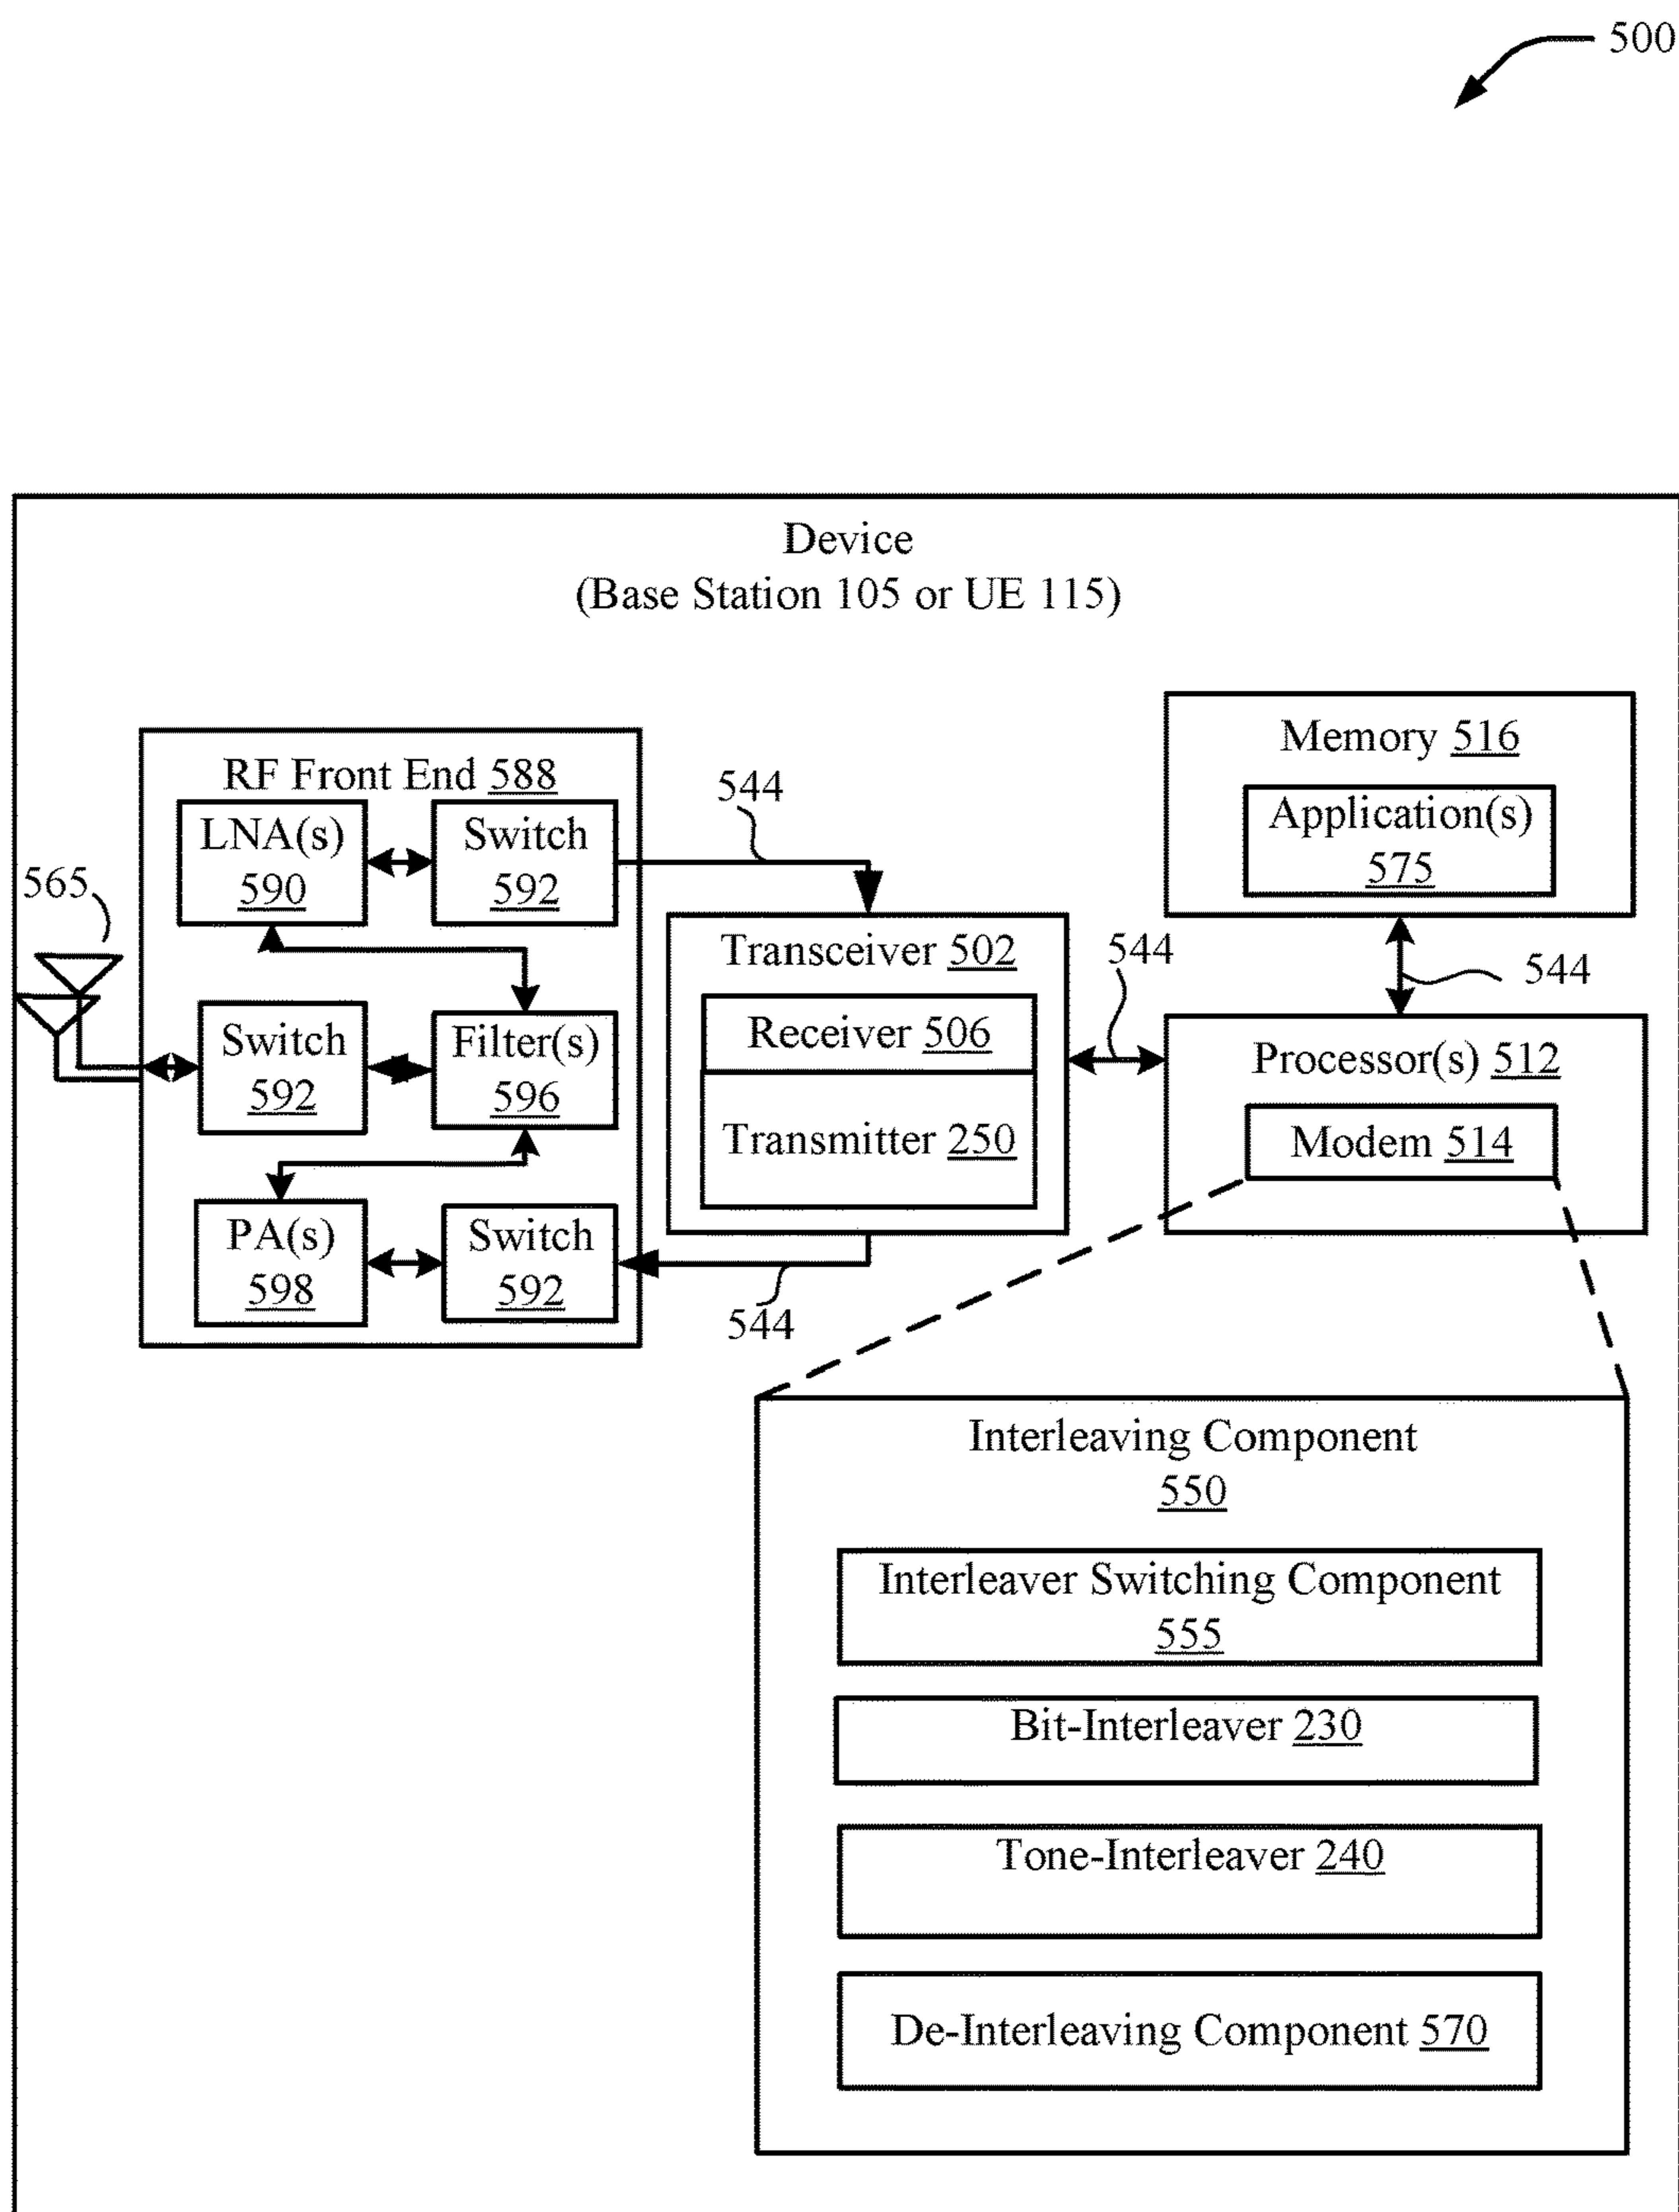 500
Device
(Base Station 105 or UE 115)
RF Front End 588
LNA(s)
590
Switch
592
544
565
Switch
592
Filter(s)
596
PA(s)
598
Switch
592
544
Transceiver 502
Receiver 506
Transmitter 250
544
Memory 516
Application(s)
575
544
Processor(s) 512
Modem 514
Interleaving Component
550
Interleaver Switching Component
555
Bit-Interleaver 230
Tone-Interleaver 240
De-Interleaving Component 570